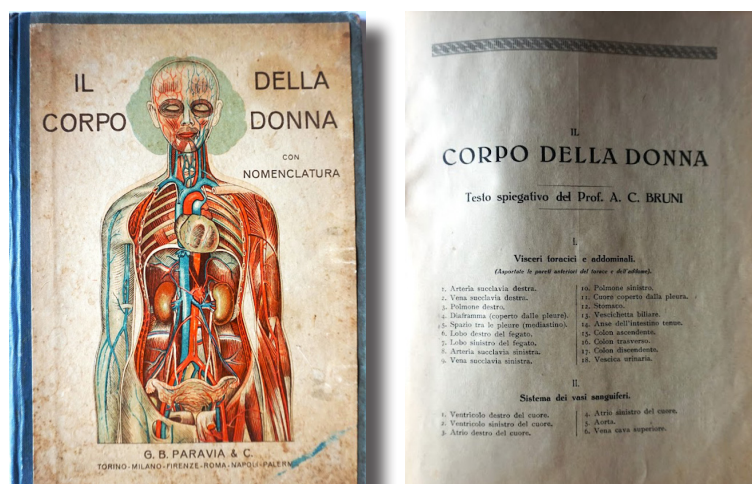 IL DELLA
CORPO DONNA
CON
NOMENCLATURA
G. B. PARAVIA & C.
TORINO-MILANO-FIRENZE-ROMA-NAPOLI-PALERM
IL
CORPO DELLA DONNA
Testo spiegativo del Prof. A. C. BRUNI
I.
Visceri toracici e addominali.
(Asportate le pareti anteriori del torace e dell'addome).
1. Arteria succlavia destra.
2. Vena succlavia destra.
3. Polmone destro.
4. Diaframma (coperto dalle pleure).
5. Spazio tra le pleure (mediastino).
6. Lobo destro del fegato.
7. Lobo sinistro del fegato.
8. Arteria succlavia sinistra.
9. Vena succlavia sinistra.
10. Polmone sinistro.
11. Cuore coperto dalla pleura.
12. Stomaco.
13. Vescichetta biliare.
14. Anse dell'intestino tenue.
15. Colon ascendente.
16. Colon trasverso.
17. Colon discendente.
18. Vescica urinaria.
II.
Sistema dei vasi sanguiferi.
1. Ventricolo destro del cuore.
2. Ventricolo sinistro del cuore.
3. Atrio destro del cuore.
4. Atrio sinistro del cuore.
5. Aorta.
6. Vena cava superiore.